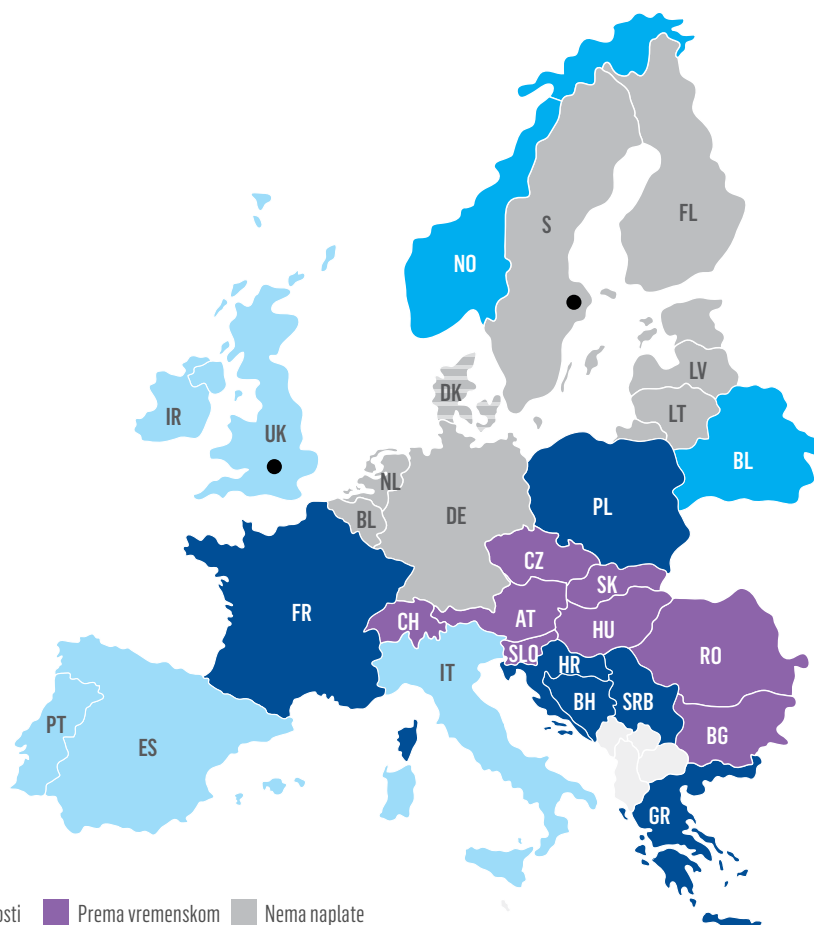 S
FL
NO
LV
DK
LT
IR
UK
BL
NL
PL
BL
DE
CZ
SK
FR
AT
CH
HU
SLO
HR
RO
IT
BH
SRB
PT
BG
ES
GR
osti Prema vremenskom Nema naplate